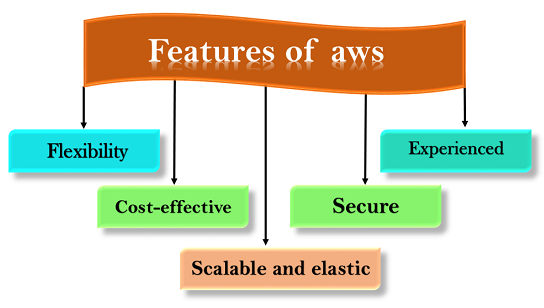 Features of aws
Flexibility
Experienced
Cost-effective
Secure
Scalable and elastic